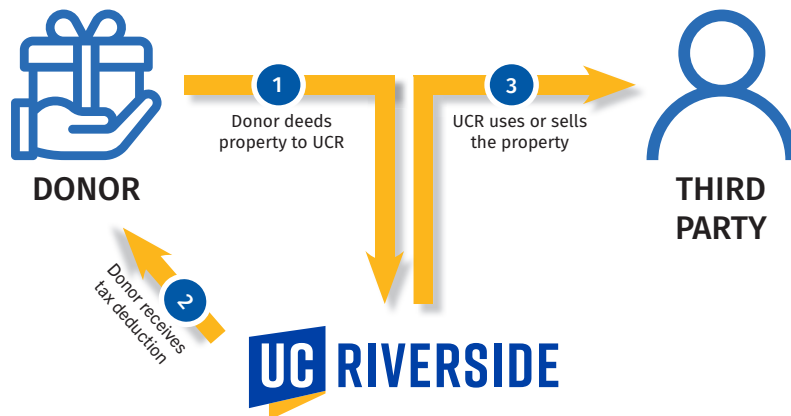 1
Donor deeds
property to UCR
3
UCR uses or sells
the property
DONOR
THIRD
PARTY
2
Donor receives
tax deduction
UC RIVERSIDE